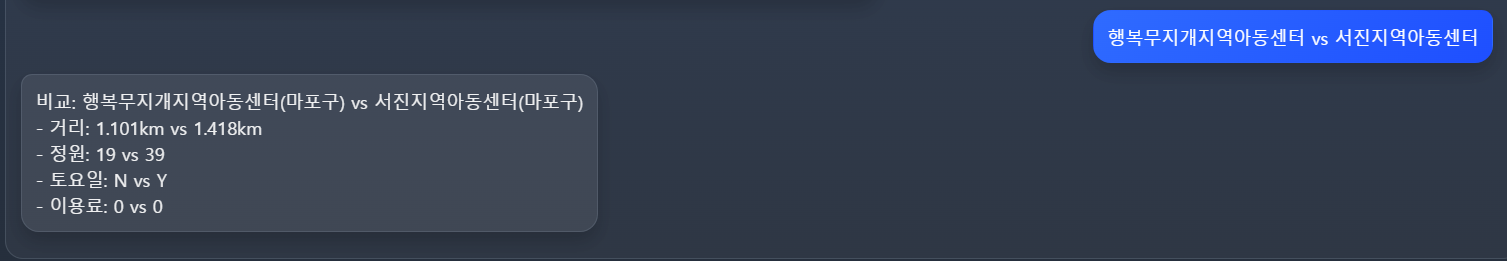 행복무지개지역아동센터 vs 서진지역아동센터
비교: 행복무지개지역아동센터(마포구) vs 서진지역아동센터(마포구)
- 거리: 1.101km vs 1.418km
- 정원: 19 vs 39
- 토요일: N vs Y
- 이용료: 0 vs 0